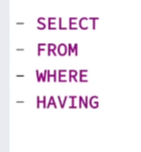 - SELECT
- FROM
- WHERE
- HAVING